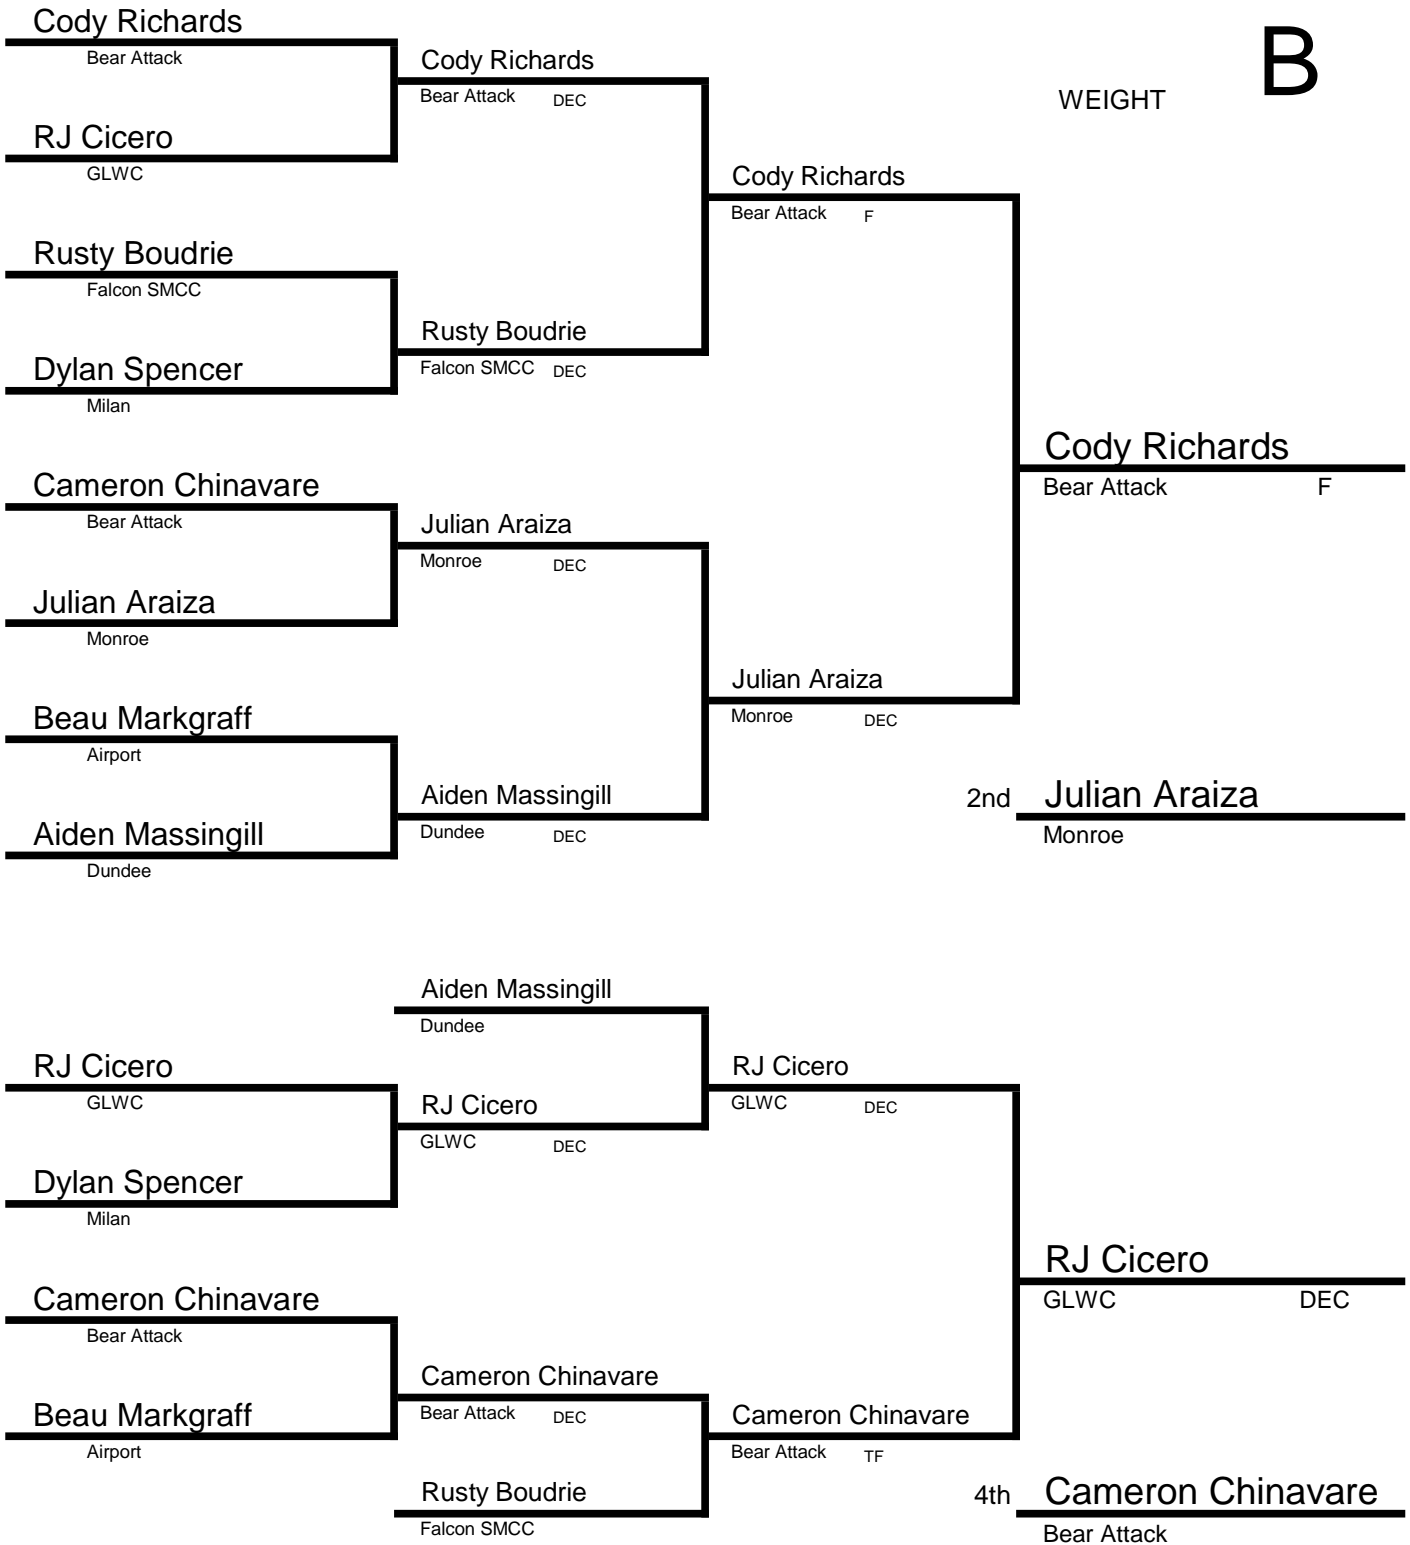 Cody Richards
Bear Attack
Cody Richards
Bear Attack DEC
B
WEIGHT
RJ Cicero
GLWC
Cody Richards
Bear Attack F
Rusty Boudrie
Falcon SMCC
Rusty Boudrie
Falcon SMCC DEC
Dylan Spencer
Milan
Cody Richards
Bear Attack F
Cameron Chinavare
Bear Attack
Julian Araiza
Monroe DEC
Julian Araiza
Monroe
Julian Araiza
Monroe DEC
Beau Markgraff
Airport
Aiden Massingill
Dundee DEC
2nd Julian Araiza
Monroe
Aiden Massingill
Dundee
Aiden Massingill
Dundee
RJ Cicero
GLWC
RJ Cicero
GLWC DEC
RJ Cicero
GLWC DEC
Dylan Spencer
Milan
RJ Cicero
GLWC DEC
Cameron Chinavare
Bear Attack
Cameron Chinavare
Bear Attack DEC
Beau Markgraff
Airport
Cameron Chinavare
Bear Attack TF
Rusty Boudrie
Falcon SMCC
4th Cameron Chinavare
Bear Attack